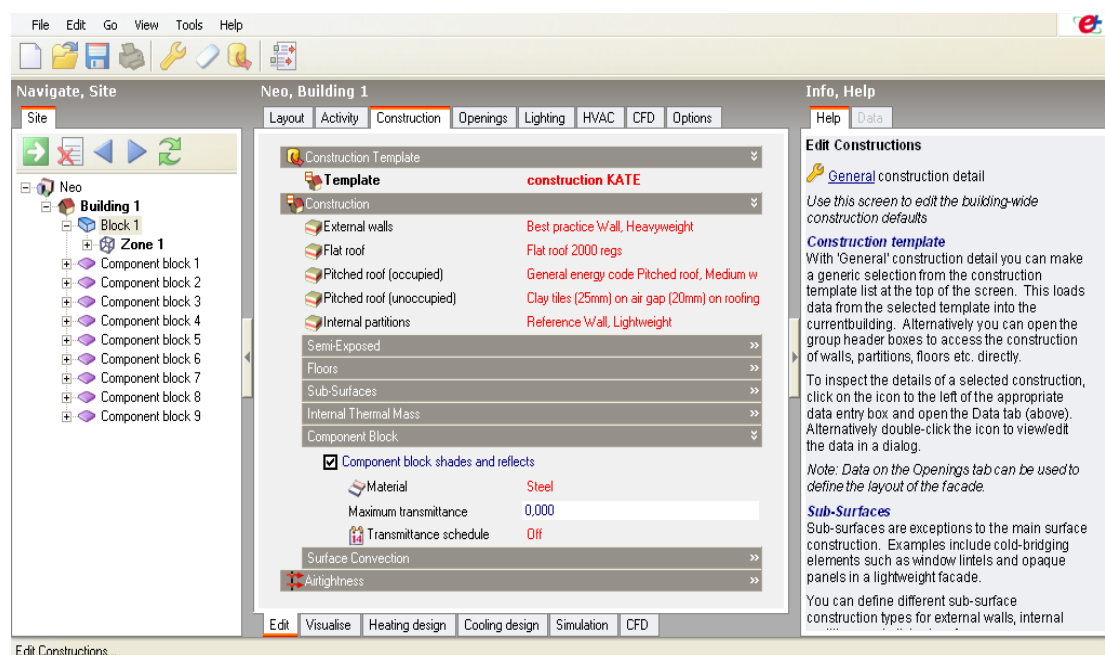 File Edit Go View Tools Help
Navigate, Site
Site
Neo
Building 1
Block 1
Zone 1
Component block 1
Component block 2
Component block 3
Component block 4
Component block 5
Component block 6
Component block 7
Component block 8
Component block 9
Neo, Building 1
Layout Activity Construction Openings Lighting HVAC CFD Options
Construction Template
Template construction KATE
Construction
External walls Best practice Wall, Heavyweight
Flat roof Flat roof 2000 regs
Pitched roof (occupied) General energy code Pitched roof, Medium w
Pitched roof (unoccupied) Clay tiles (25mm) on air gap (20mm) on roofing
Internal partitions Reference Wall, Lightweight
Semi-Exposed
Floors
Sub-Surfaces
Internal Thermal Mass
Component Block
Component block shades and reflects
Material Steel
Maximum transmittance 0,000
14
Transmittance schedule Off
Surface Convection
Airtightness
Edit Visualise Heating design Cooling design Simulation CFD
Info, Help
Help Data
Edit Constructions
General construction detail
Use this screen to edit the building-wide
construction defaults
Construction template
With 'General' construction detail you can make
a generic selection from the construction
template list at the top of the screen. This loads
data from the selected template into the
currentbuilding. Alternatively you can open the
group header boxes to access the construction
of walls, partitions, floors etc. directly.
To inspect the details of a selected construction,
click on the icon to the left of the appropriate
data entry box and open the Data tab (above).
Alternatively double-click the icon to view/edit
the data in a dialog.
Note: Data on the Openings tab can be used to
define the layout of the facade.
Sub-Surfaces
Sub-surfaces are exceptions to the main surface
construction. Examples include cold-bridging
elements such as window lintels and opaque
panels in a lightweight facade.
You can define different sub-surface
construction types for external walls, internal
Edit Constructions...